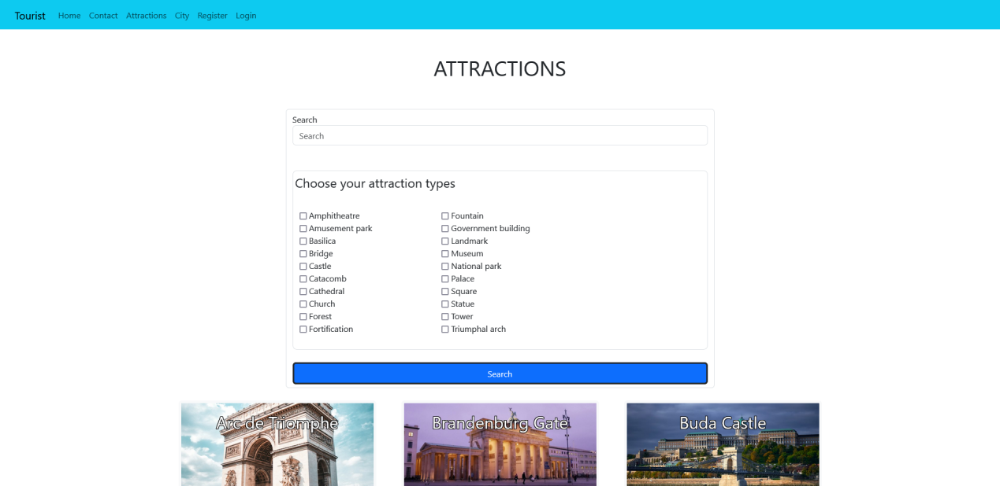 Tourist Home Contact Attractions City Register Login
ATTRACTIONS
Search
Search
Choose your attraction types
Amphitheatre
Amusement park
Basilica
Bridge
Castle
Catacomb
Cathedral
Church
Forest
Fortification
Fountain
Government building
Landmark
Museum
National park
Palace
Square
Statue
Tower
Triumphal arch
Search
Arc de Triomphe
Brandenburg Gate
Buda Castle